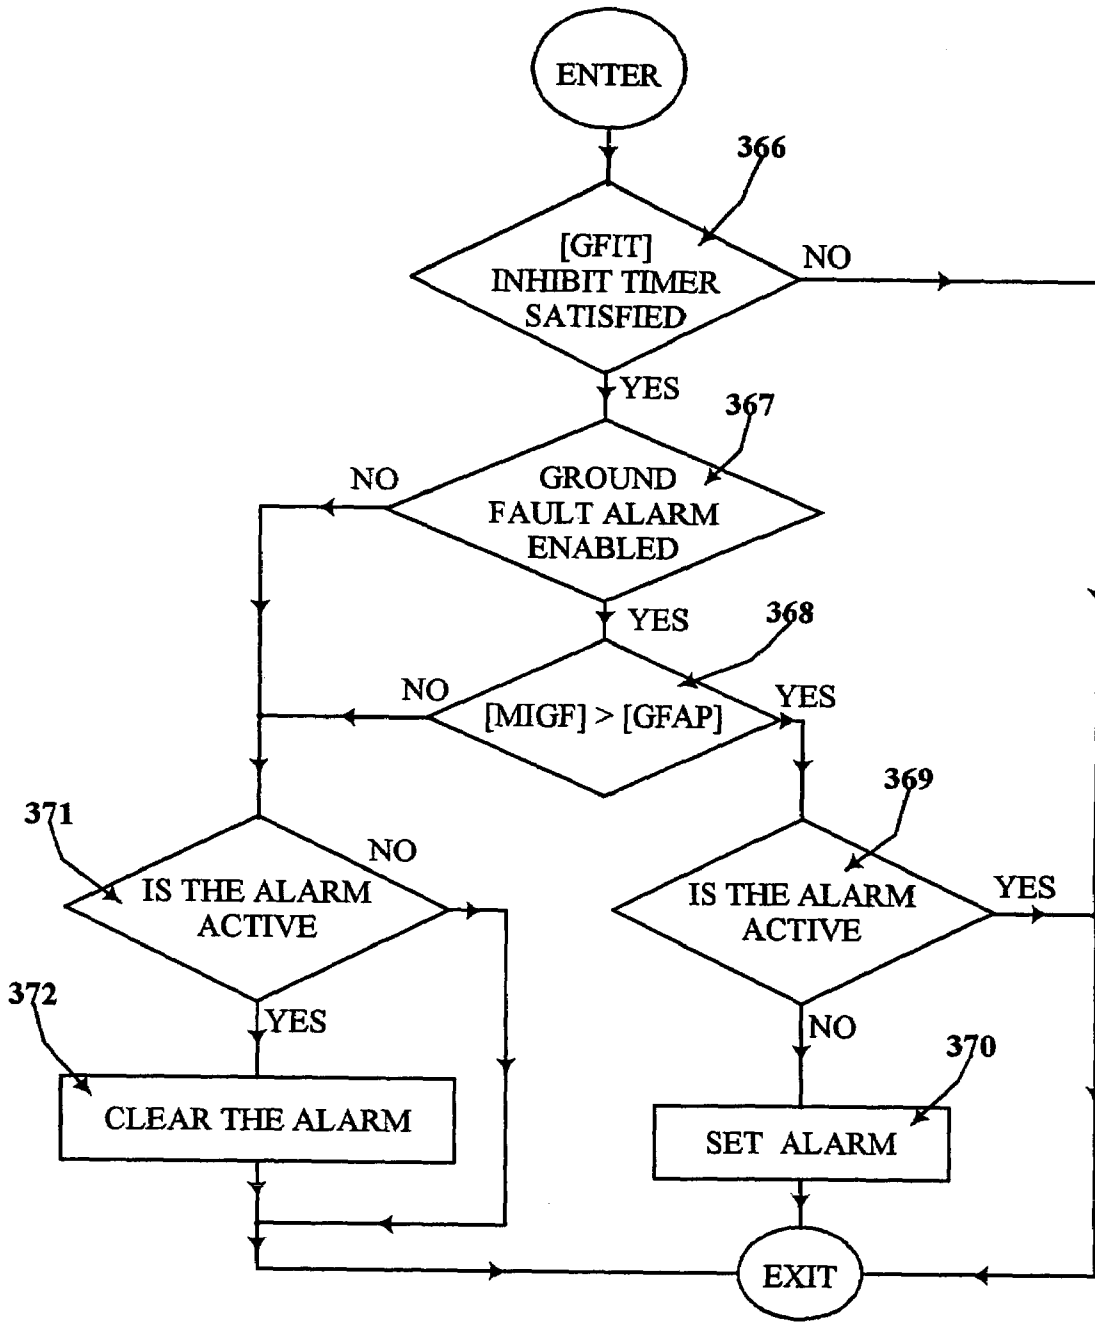 ENTER
366
[GFIT]
INHIBIT TIMER
SATISFIED
NO
YES
367
GROUND
FAULT ALARM
ENABLED
NO
YES
368
[MIGF] > [GFAP]
NO
YES
369
371
IS THE ALARM
ACTIVE
NO
IS THE ALARM
ACTIVE
YES
372
YES
NO
370
CLEAR THE ALARM
SET ALARM
EXIT